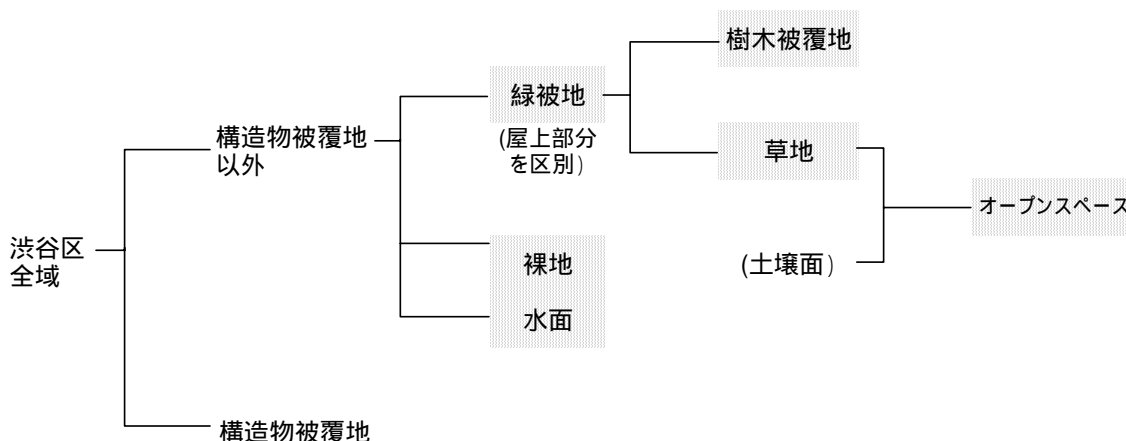 渋谷区
全域
構造物被覆地
以外
構造物被覆地
緑被地
(屋上部分
を区別)
裸地
水面
樹木被覆地
草地
(土壌面)
オープンスペース